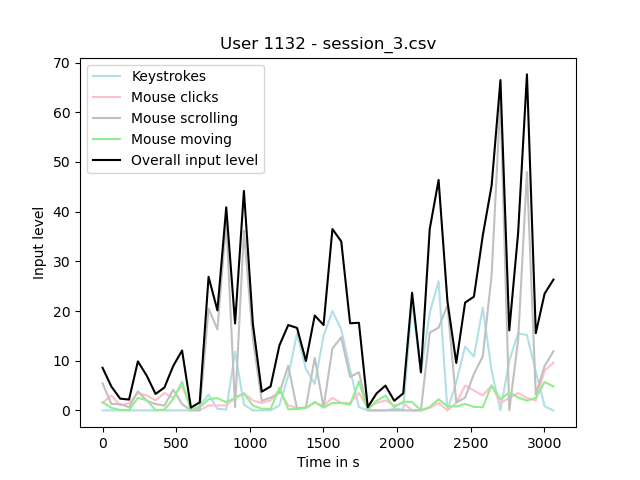 User 1132 - session_3.csv
Keystrokes
Mouse clicks
Mouse scrolling
Mouse moving
Overall input level
70
60
50
40
30
20
10
0
Input level
0 500 1000 1500 2000 2500 3000
Time in s